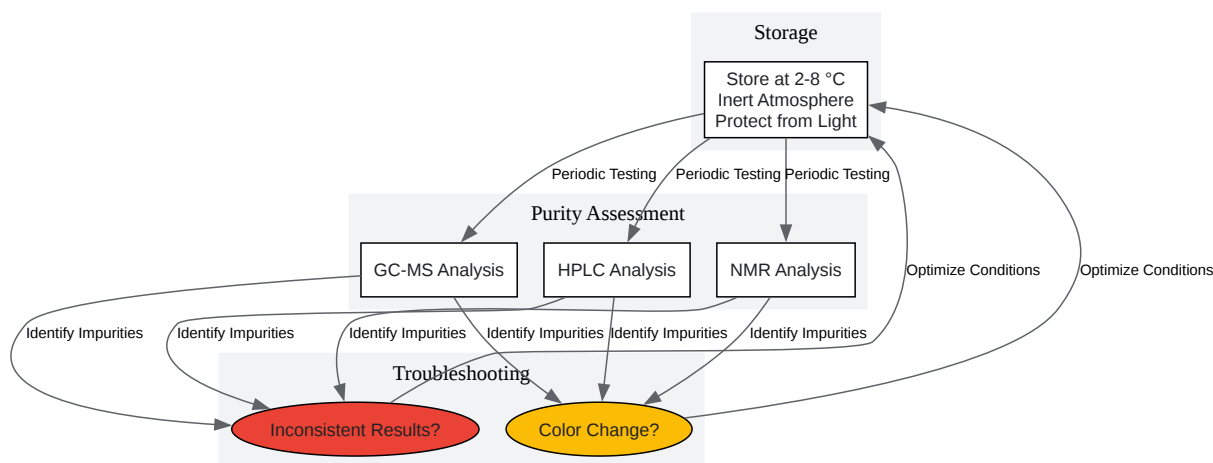 Storage
Store at 2-8 °C
Inert Atmosphere
Protect from Light
Periodic Testing
Periodic Testing
Periodic Testing
Purity Assessment
GC-MS Analysis
HPLC Analysis
NMR Analysis
Optimize Conditions
Optimize Conditions
Identify Impurities
Identify Impurities
Identify Impurities
Identify Impurities
Identify Impurities
Identify Impurities
Troubleshooting
Inconsistent Results?
Color Change?